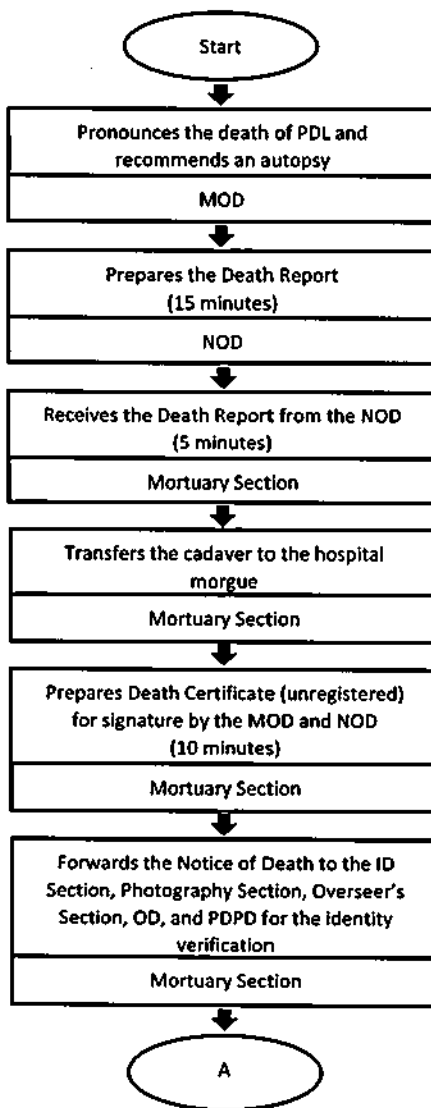 Start
Pronounces the death of PDL and
recommends an autopsy
MOD
Prepares the Death Report
(15 minutes)
NOD
Receives the Death Report from the NOD
(5 minutes)
Mortuary Section
Transfers the cadaver to the hospital
morgue
Mortuary Section
Prepares Death Certificate (unregistered)
for signature by the MOD and NOD
(10 minutes)
Mortuary Section
Forwards the Notice of Death to the ID
Section, Photography Section, Overseer's
Section, OD, and PDPD for the identity
verification
Mortuary Section
A